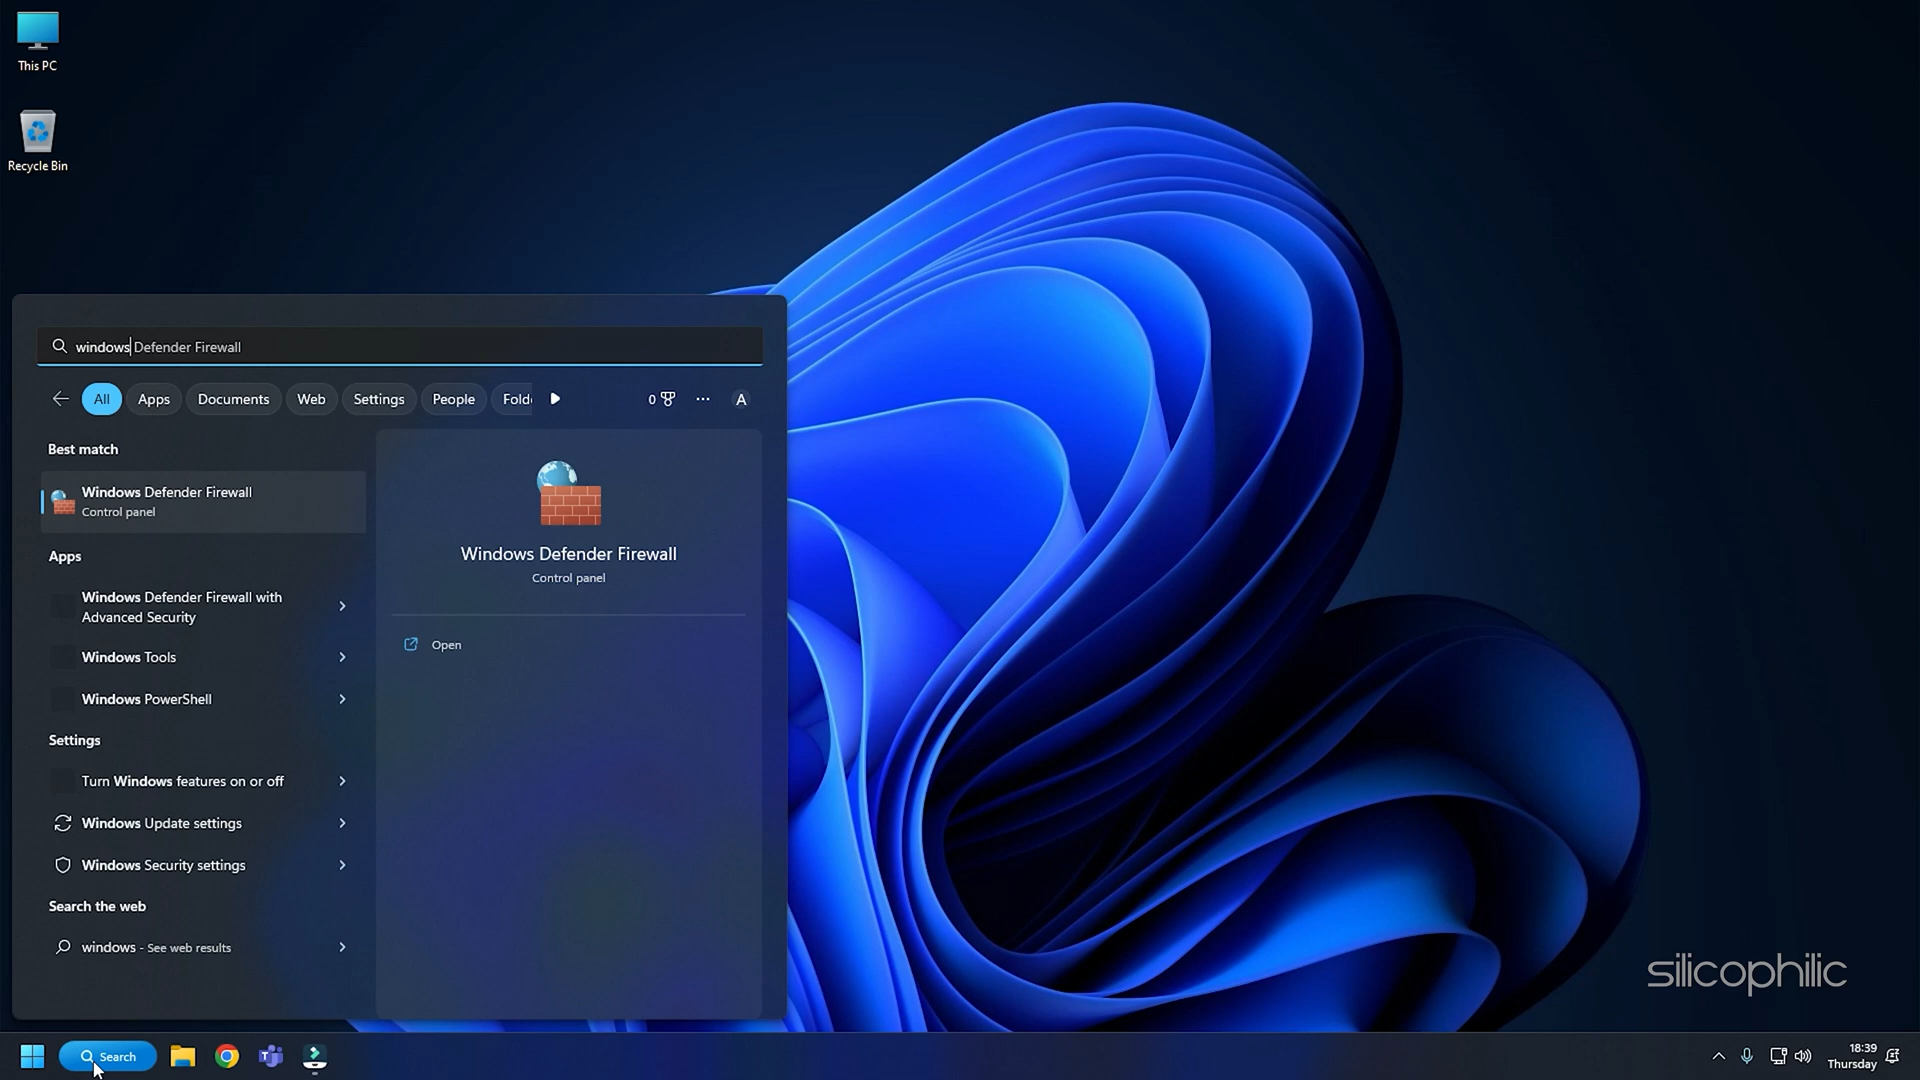 This PC
Recycle Bin
windows Defender Firewall
All
Apps
Documents
Web
Settings
People
Fold
0
A
Best match
Windows Defender Firewall
Control panel
Apps
Windows Defender Firewall with
Advanced Security
Windows Tools
Windows PowerShell
Settings
Turn Windows features on or off
Windows Update settings
Windows Security settings
Search the web
windows - See web results
Windows Defender Firewall
Control panel
Open
silicophilic
Search
18:39
Thursday